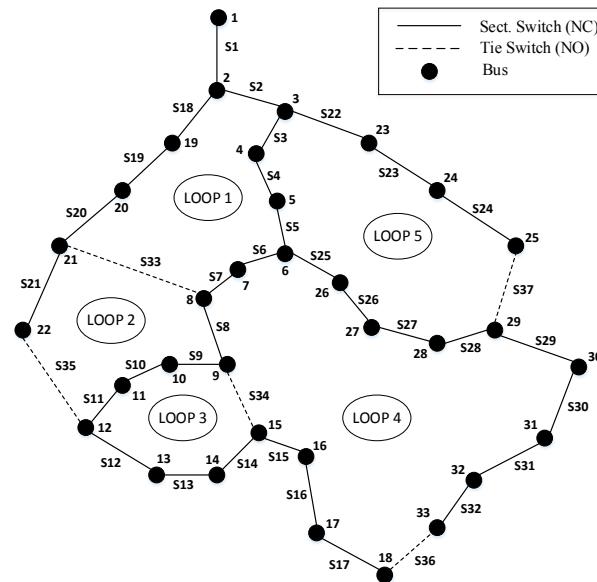 1
Sect. Switch (NC)
Tie Switch (NO)
Bus
S1
2
S2
3
S18
S22
23
19
4
S3
S23
S19
S4
24
20
LOOP 1
5
S24
S20
S5
LOOP 5
25
21
S33
S6
6
S25
S7
7
26
S37
S21
8
S26
LOOP 2
29
22
S8
27
S27
28
S28
S29
S35
S10
S9
30
11
10
9
S11
S34
S30
LOOP 3
LOOP 4
12
15
31
13
14
S14
S15
16
S12
S31
S13
32
S16
33
S32
17
S36
S17
18